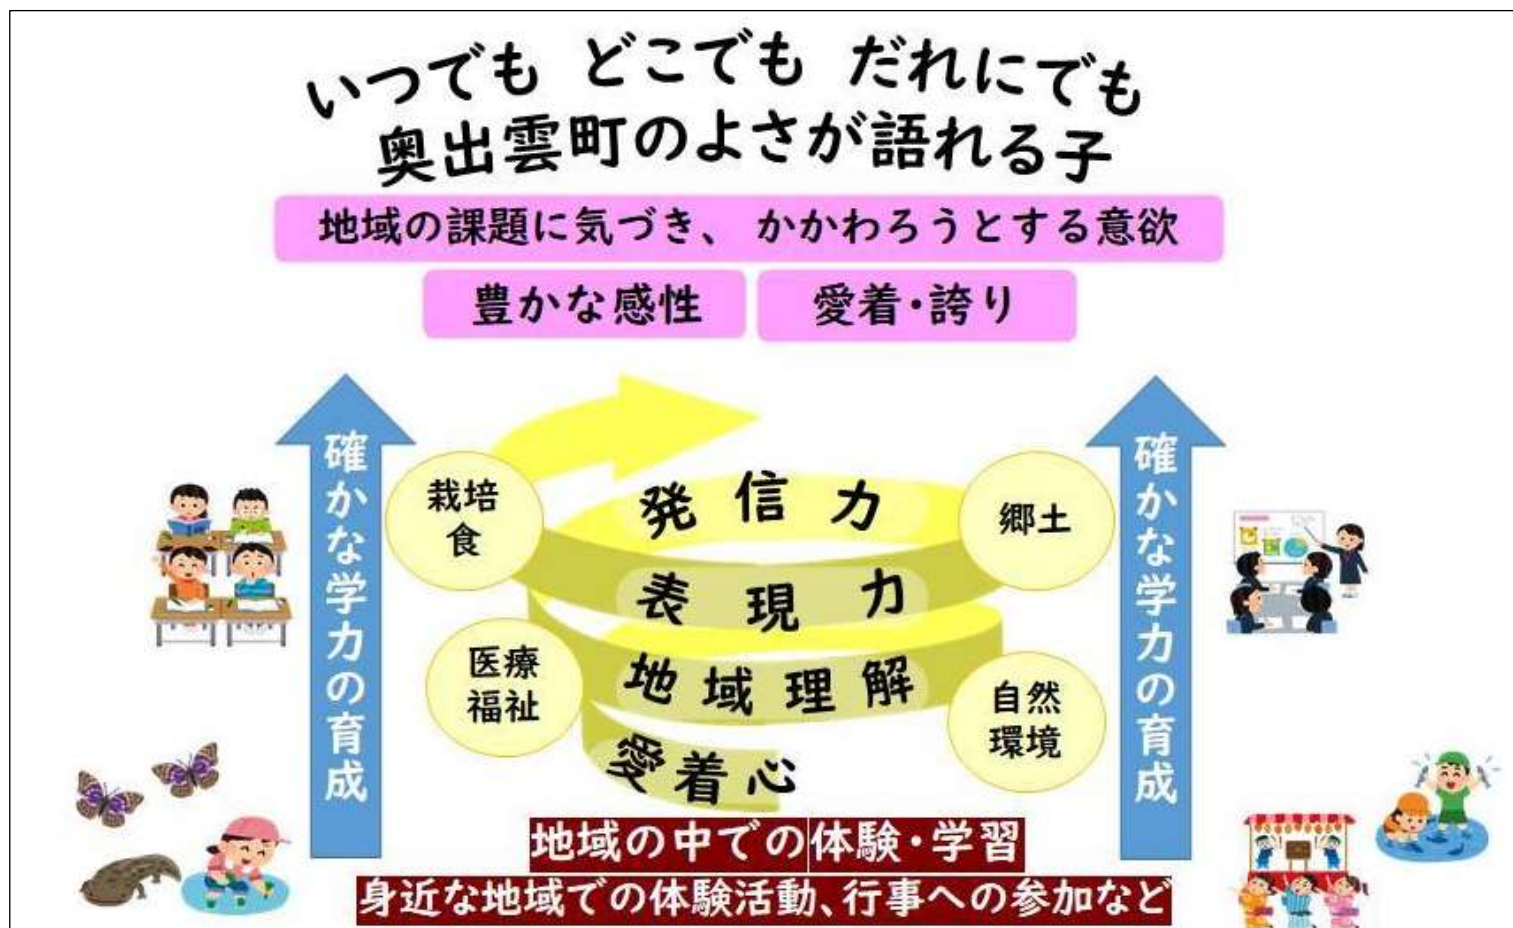 いつでも どこでも だれにでも
奥出雲町のよさが語れる子
地域の課題に気づき、 かかわろうとする意欲
豊かな感性
愛着・誇り
確かな学力の育成
栽培
食
発信力
郷土
表現力
医療
福祉
地域理解
自然
環境
愛着心
確かな学力の育成
地域の中での体験・学習
身近な地域での体験活動、行事への参加など